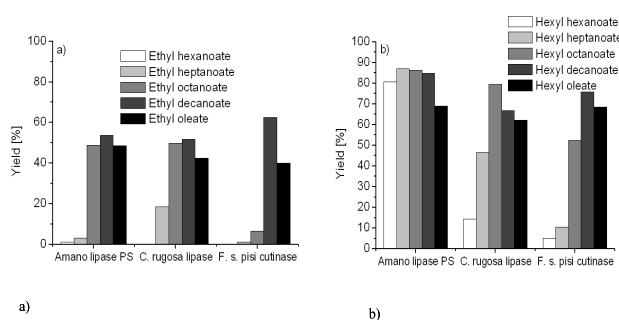 a)
Ethyl hexanoate
Ethyl heptanoate
Ethyl octanoate
Ethyl decanoate
Ethyl oleate
Yield [%]
100
80
60
40
20
0
Amano lipase PS C. rugosa lipase F. s. pisi cutinase
a)
b)
Hexyl hexanoate
Hexyl heptanoate
Hexyl octanoate
Hexyl decanoate
Hexyl oleate
Yield [%]
100
90
80
70
60
50
40
30
20
10
0
Amano lipase PS C. rugosa lipase F. s. pisi cutinase
b)